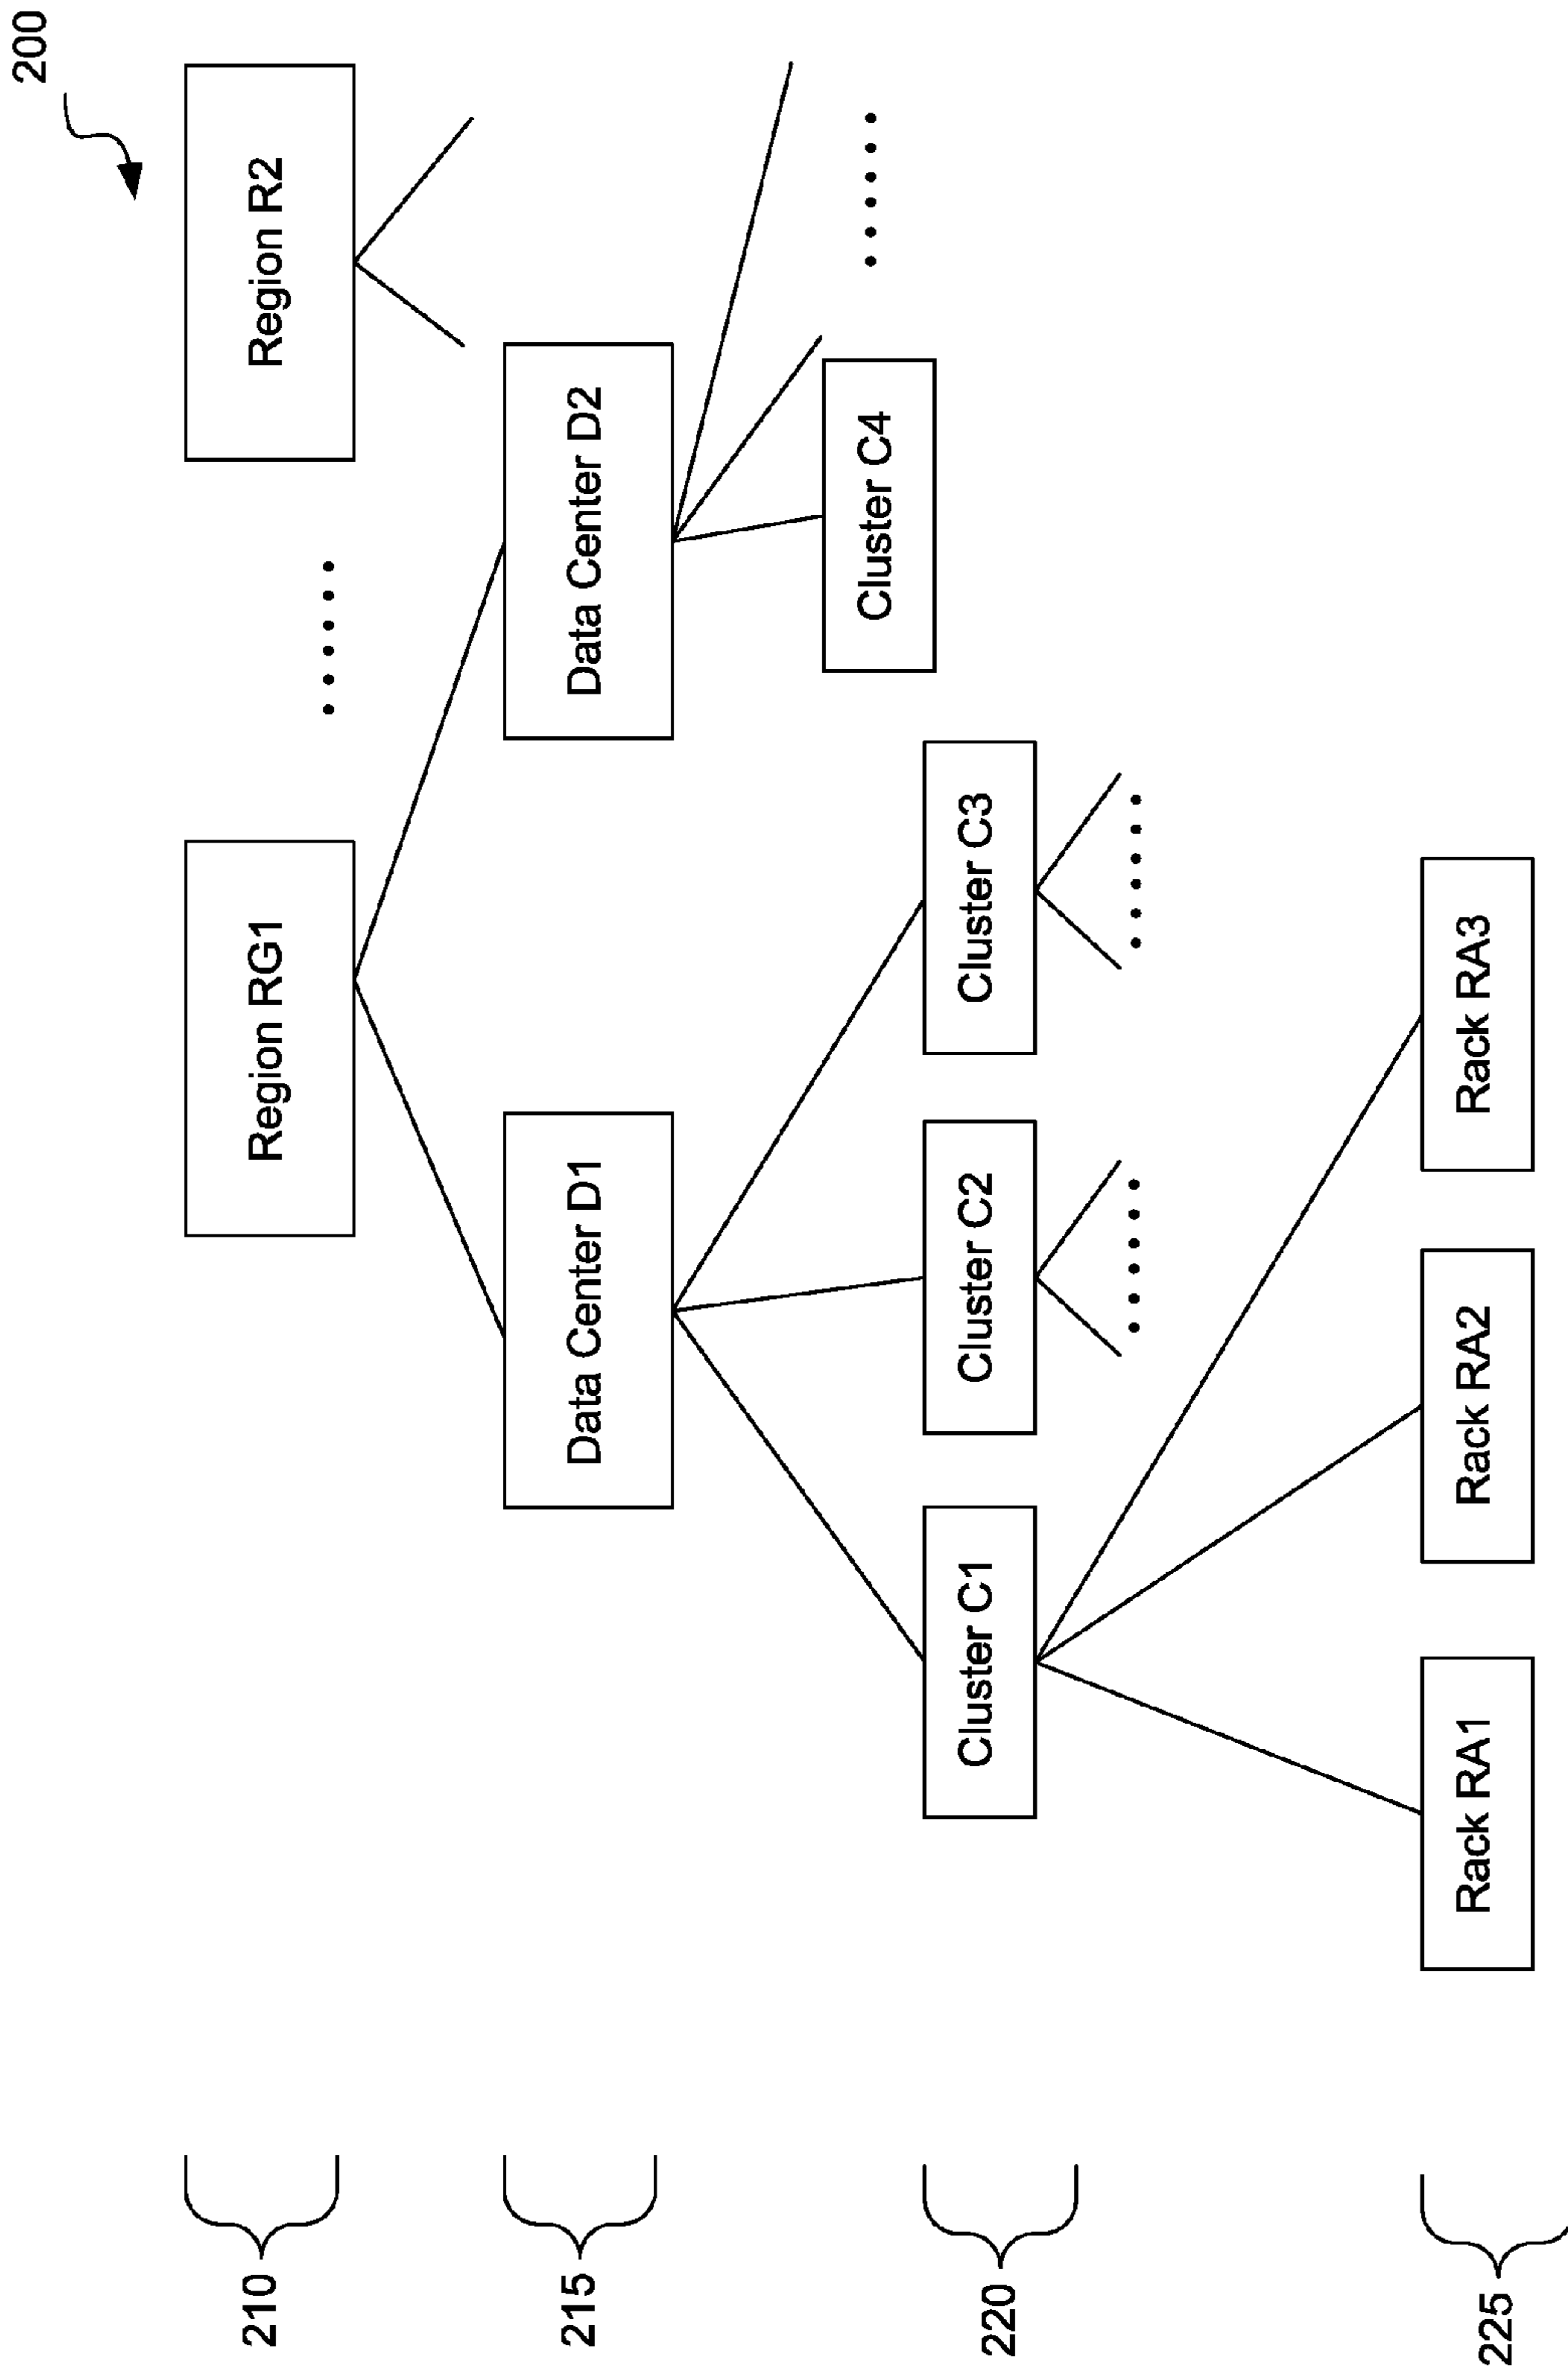 200
210
Region RG1
Region R2
215
Data Center D1
Data Center D2
220
Cluster C1
Cluster C2
Cluster C3
Cluster C4
225
Rack RA1
Rack RA2
Rack RA3